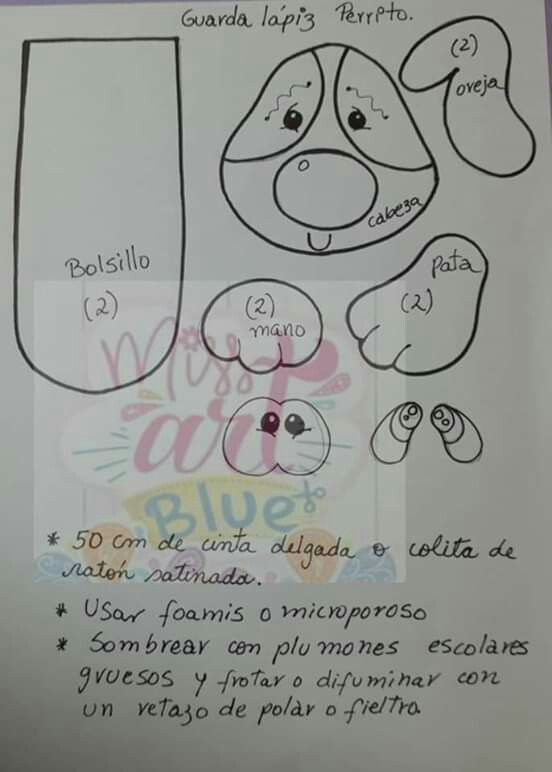 Guarda lápiz Perrito.
(2)
oveja
cabeza
Bolsillo
(2)
(2)
mano
Pata
(2)
Miss
art
Blue
* 50 cm de cinta delgada o colita de
ratón satinada.
* Usar foamis o microporoso
* Sombrear con plumones escolares
gruesos y frotar o difuminar con
un retazo de polar o fieltro